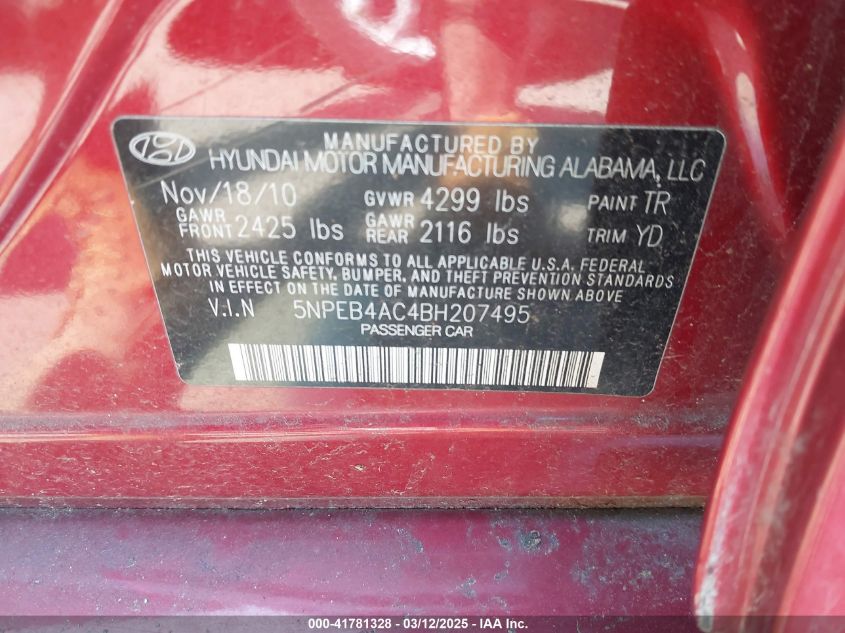 MANUFACTURED BY
HYUNDAI MOTOR MANUFACTURING ALABAMA, LLC
Nov/18/10 GVWR 4299 lbs PAINT TR
GAWR FRONT 2425 lbs GAWR REAR 2116 lbs TRIM YD
THIS VEHICLE CONFORMS TO ALL APPLICABLE U.S.A. FEDERAL
MOTOR VEHICLE SAFETY, BUMPER, AND THEFT PREVENTION STANDARDS
IN EFFECT ON THE DATE OF MANUFACTURE SHOWN ABOVE
V.I.N 5NPEB4AC4BH207495
PASSENGER CAR
000-41781328 | 03/12/2025 - IAA Inc.